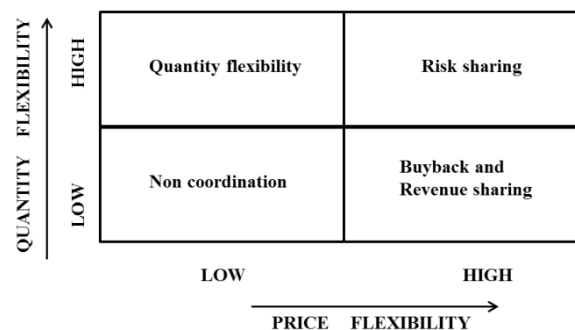 QUANTITY FLEXIBILITY
HIGH
LOW
Quantity flexibility
Risk sharing
Non coordination
Buyback and
Revenue sharing
LOW
HIGH
PRICE FLEXIBILITY